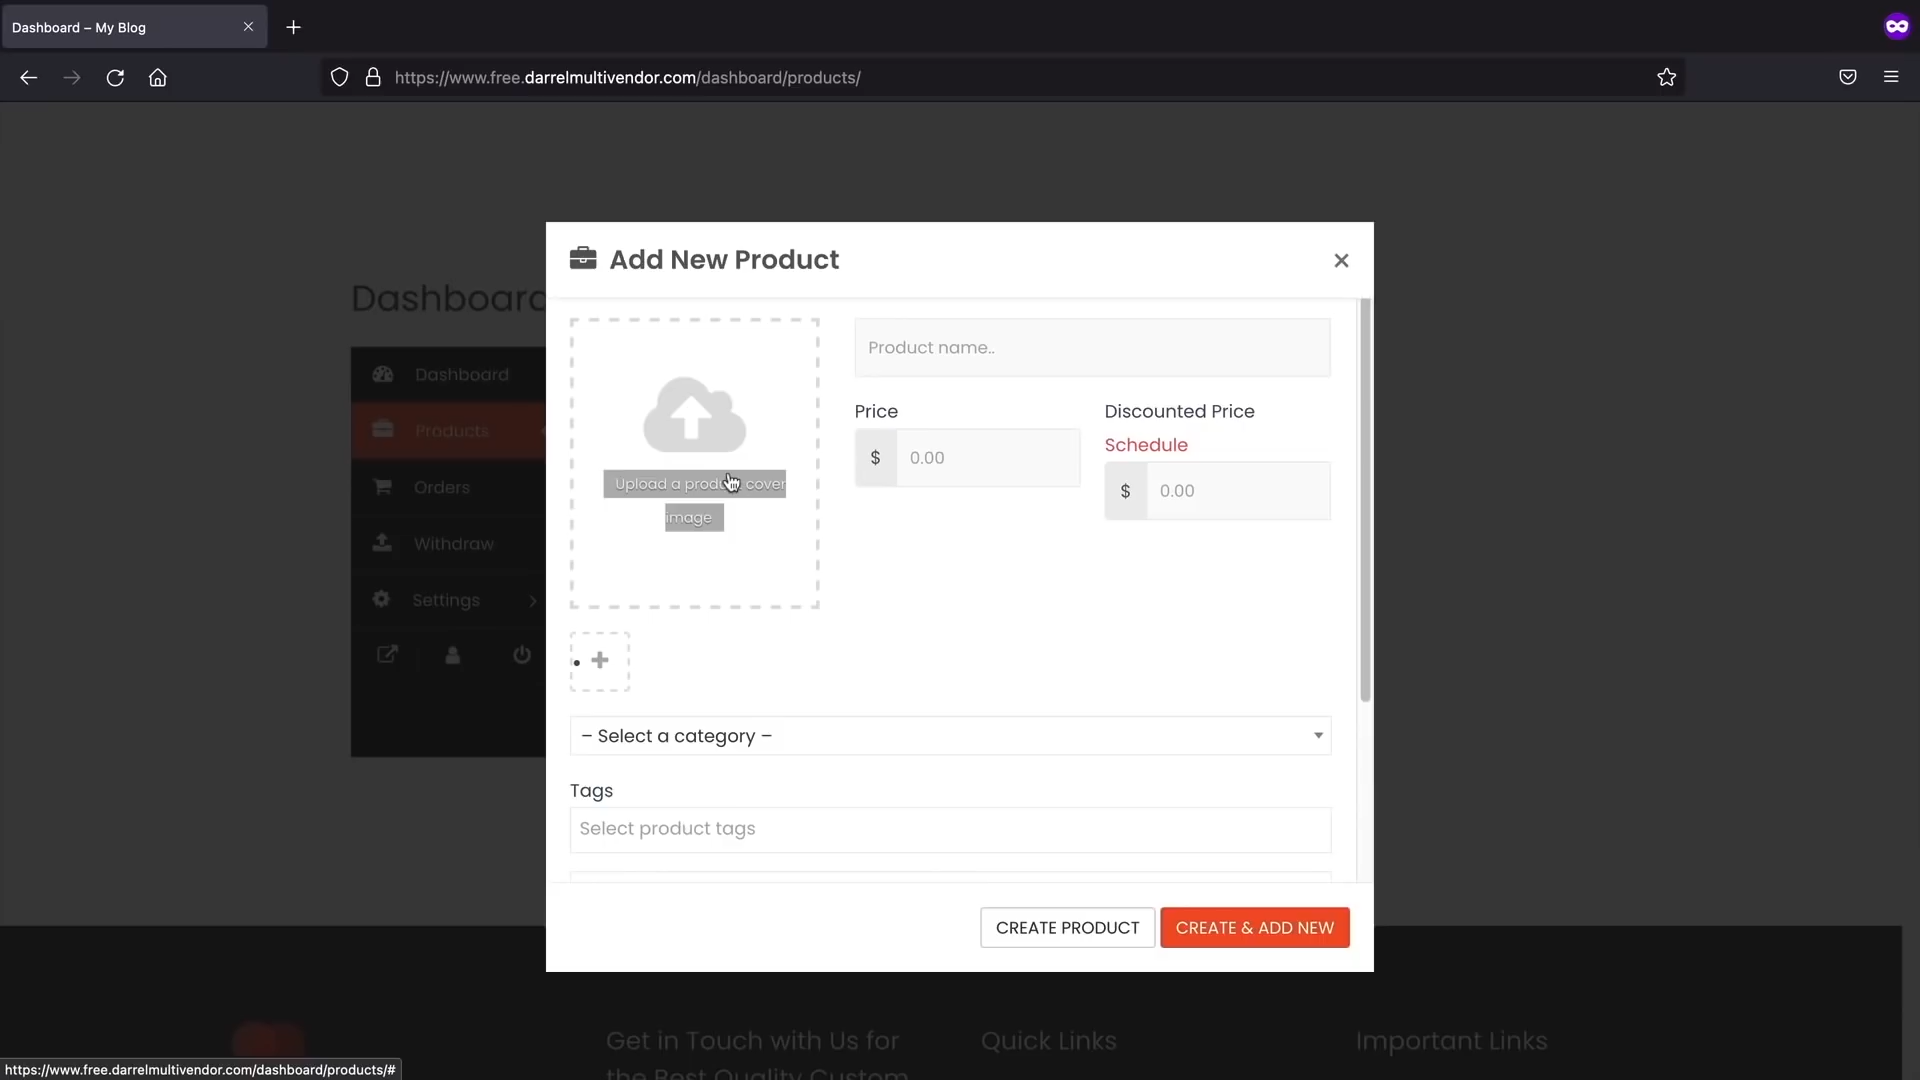 Dashboard – My Blog
https://www.free.darrelmultivendor.com/dashboard/products/
Add New Product
Dashboard
Product name..
Dashboard
Price
Discounted Price
Products
Schedule
$ 0.00
Upload a product cover
$ 0.00
Orders
image
Withdraw
Settings
– Select a category –
Tags
Select product tags
CREATE PRODUCT
CREATE & ADD NEW
Get in Touch with Us for
Quick Links
Important Links
the Best Quality Custom
https://www.free.darrelmultivendor.com/dashboard/products/#